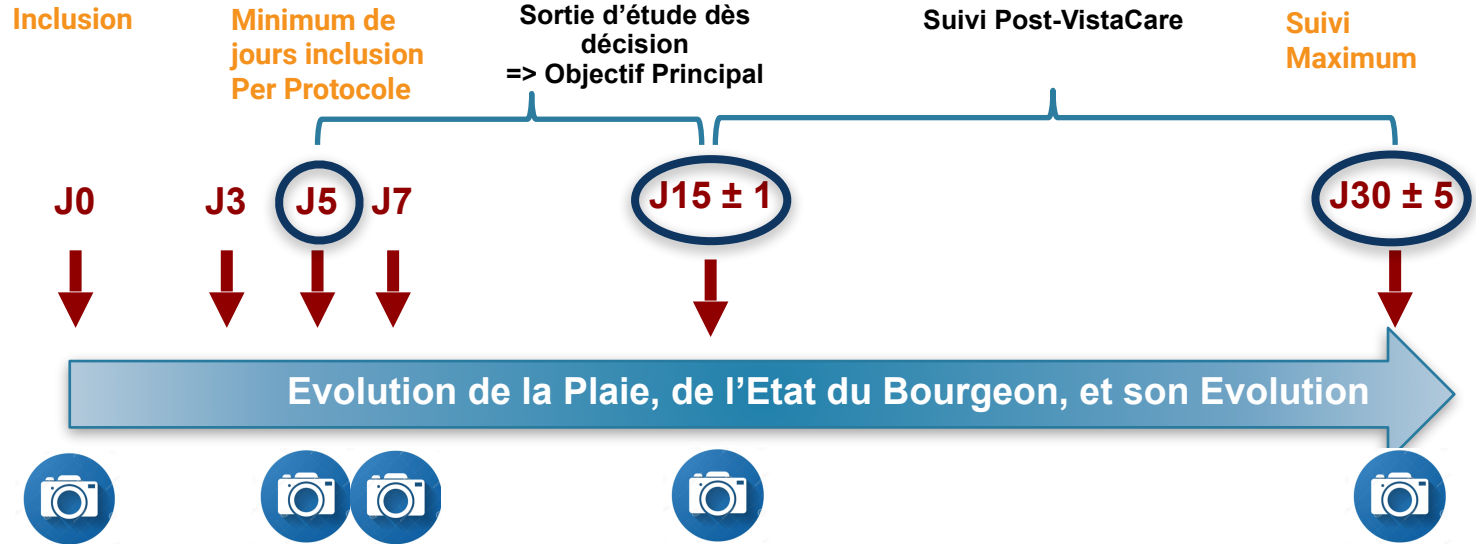 Inclusion
Minimum de
jours inclusion
Per Protocole
Sortie d’étude dès
décision
=> Objectif Principal
Suivi Post-VistaCare
Suivi
Maximum
J0
J3
J5
J7
J15 ± 1
J30 ± 5
Evolution de la Plaie, de l’Etat du Bourgeon, et son Evolution